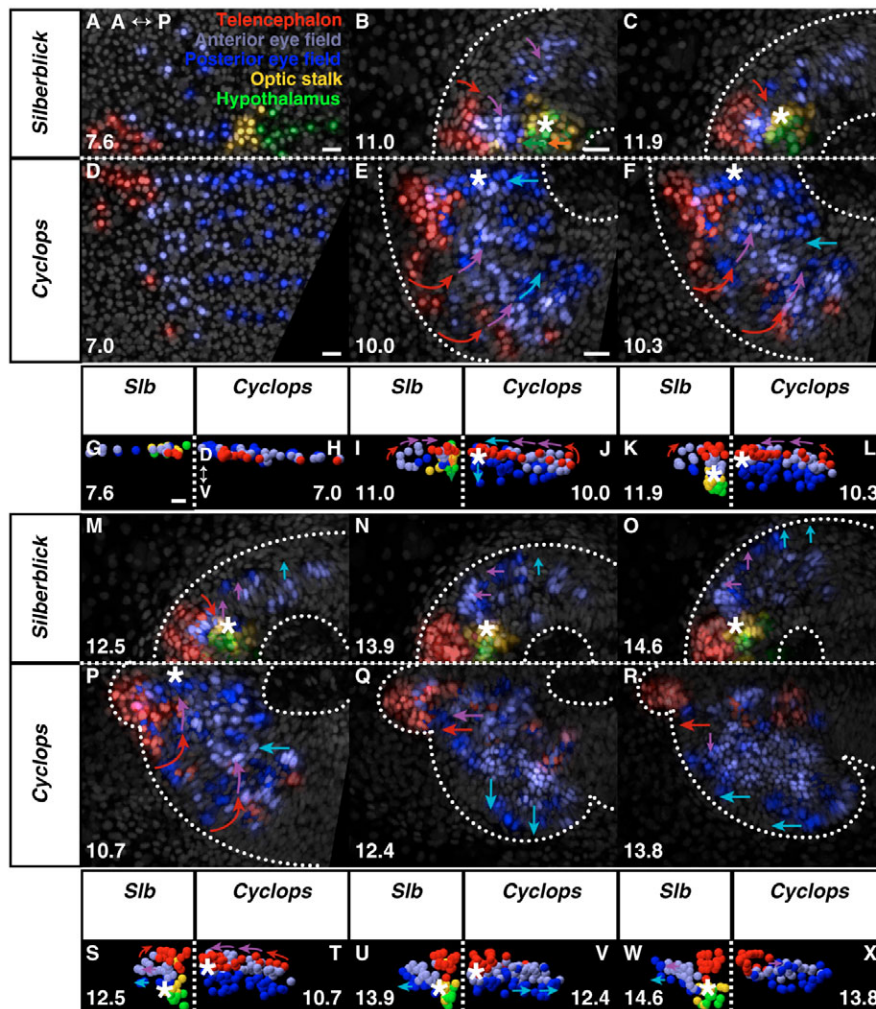 Silberblick
A A ↔ P
Telencephalon
Anterior eye field
Posterior eye field
Optic stalk
Hypothalamus
7.6
B
*
11.0
C
*
11.9
Cyclops
D
7.0
E
*
10.0
F
*
10.3
Slb Cyclops Slb Cyclops
G
7.6
H
D
↔
V
7.0
I
11.0
J
*
10.0
K
*
11.9
L
*
10.3
Silberblick
M
*
12.5
N
*
13.9
O
*
14.6
Cyclops
P
*
10.7
Q
12.4
R
13.8
Slb Cyclops Slb Cyclops Slb Cyclops
S
*
12.5
T
*
10.7
U
*
13.9
V
*
12.4
W
*
14.6
X
13.8